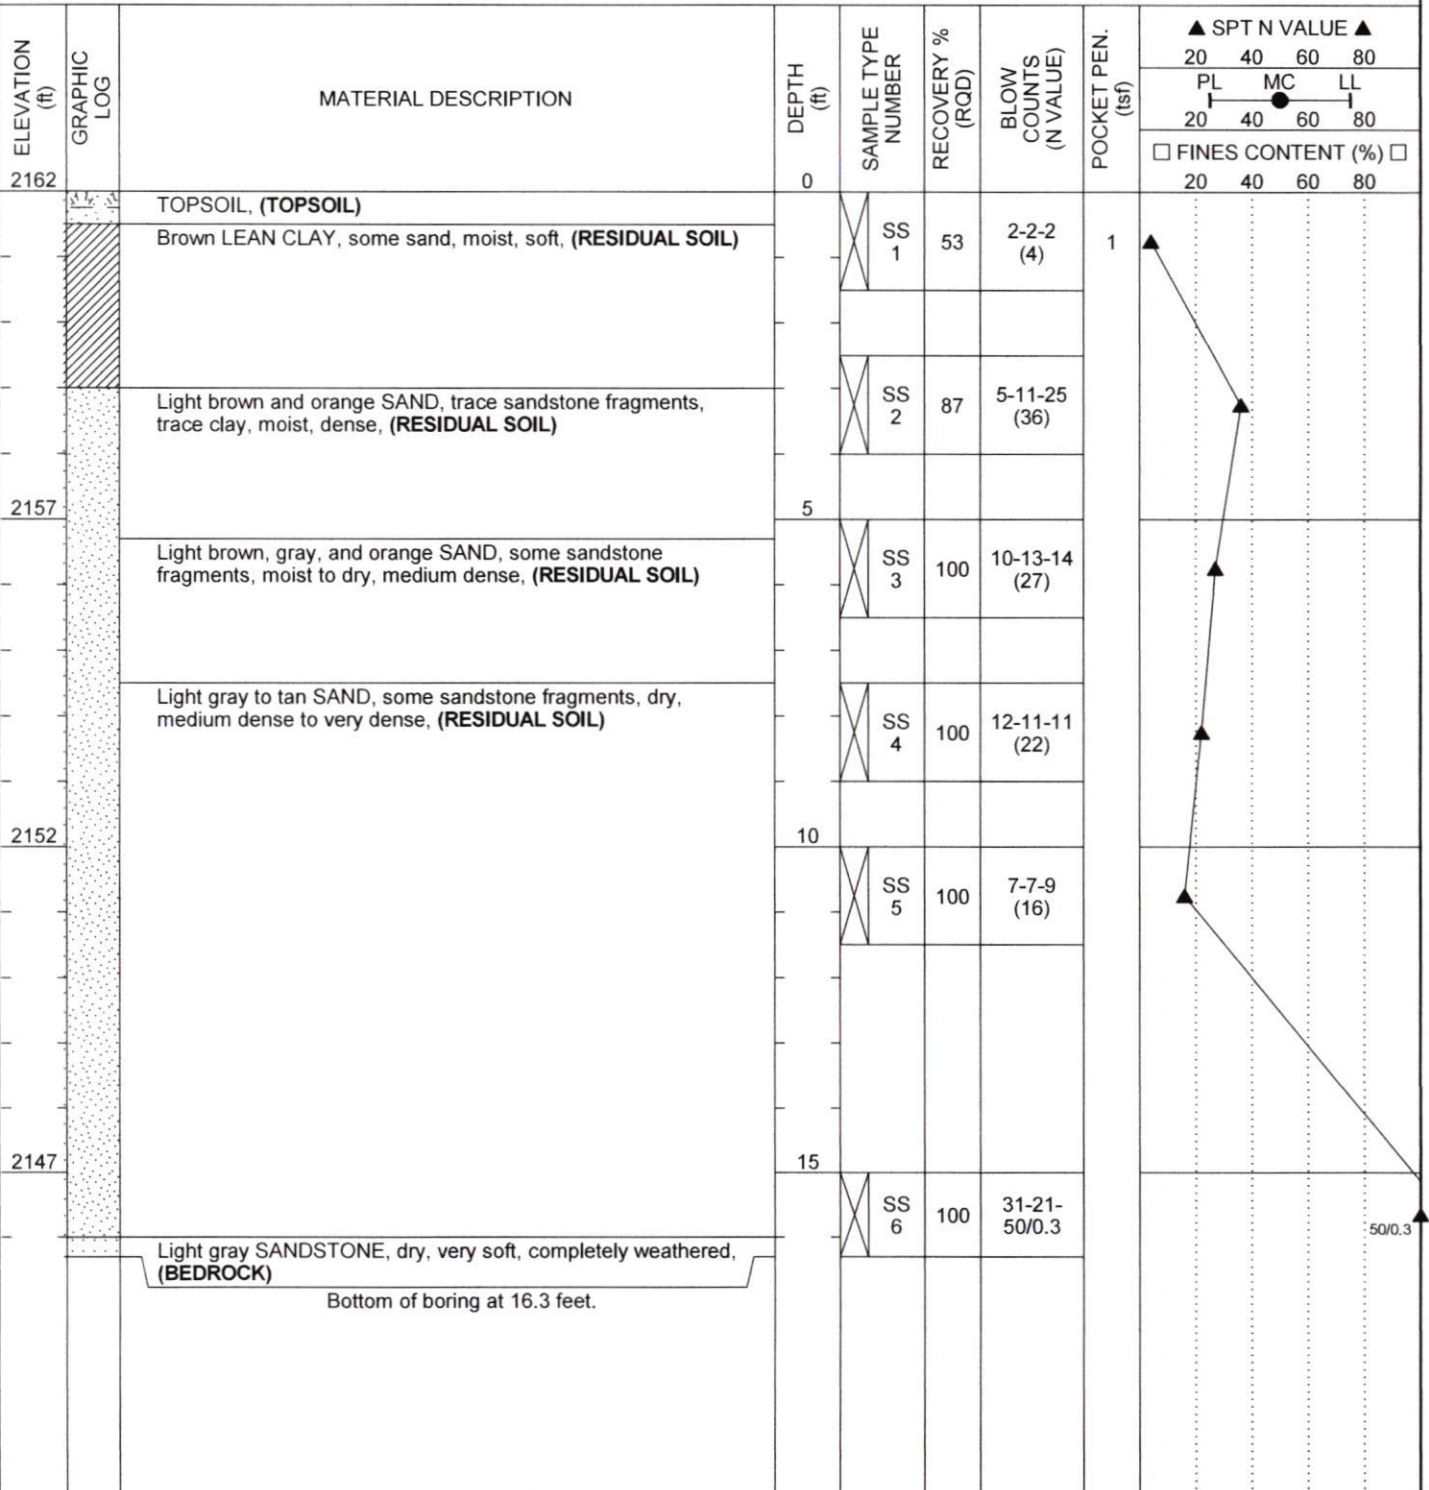 ELEVATION
(ft)
GRAPHIC
LOG
MATERIAL DESCRIPTION
DEPTH
(ft)
SAMPLE TYPE
NUMBER
RECOVERY %
(RQD)
BLOW
COUNTS
(N VALUE)
POCKET PEN.
(tsf)
▲ SPT N VALUE ▲
20 40 60 80
PL MC LL
20 40 60 80
☐ FINES CONTENT (%) ☐
20 40 60 80
2162
0
TOPSOIL, (TOPSOIL)
Brown LEAN CLAY, some sand, moist, soft, (RESIDUAL SOIL)
SS
1
53
2-2-2
(4)
1
Light brown and orange SAND, trace sandstone fragments,
trace clay, moist, dense, (RESIDUAL SOIL)
SS
2
87
5-11-25
(36)
2157
5
Light brown, gray, and orange SAND, some sandstone
fragments, moist to dry, medium dense, (RESIDUAL SOIL)
SS
3
100
10-13-14
(27)
Light gray to tan SAND, some sandstone fragments, dry,
medium dense to very dense, (RESIDUAL SOIL)
SS
4
100
12-11-11
(22)
2152
10
SS
5
100
7-7-9
(16)
2147
15
SS
6
100
31-21-
50/0.3
50/0.3
Light gray SANDSTONE, dry, very soft, completely weathered,
(BEDROCK)
Bottom of boring at 16.3 feet.